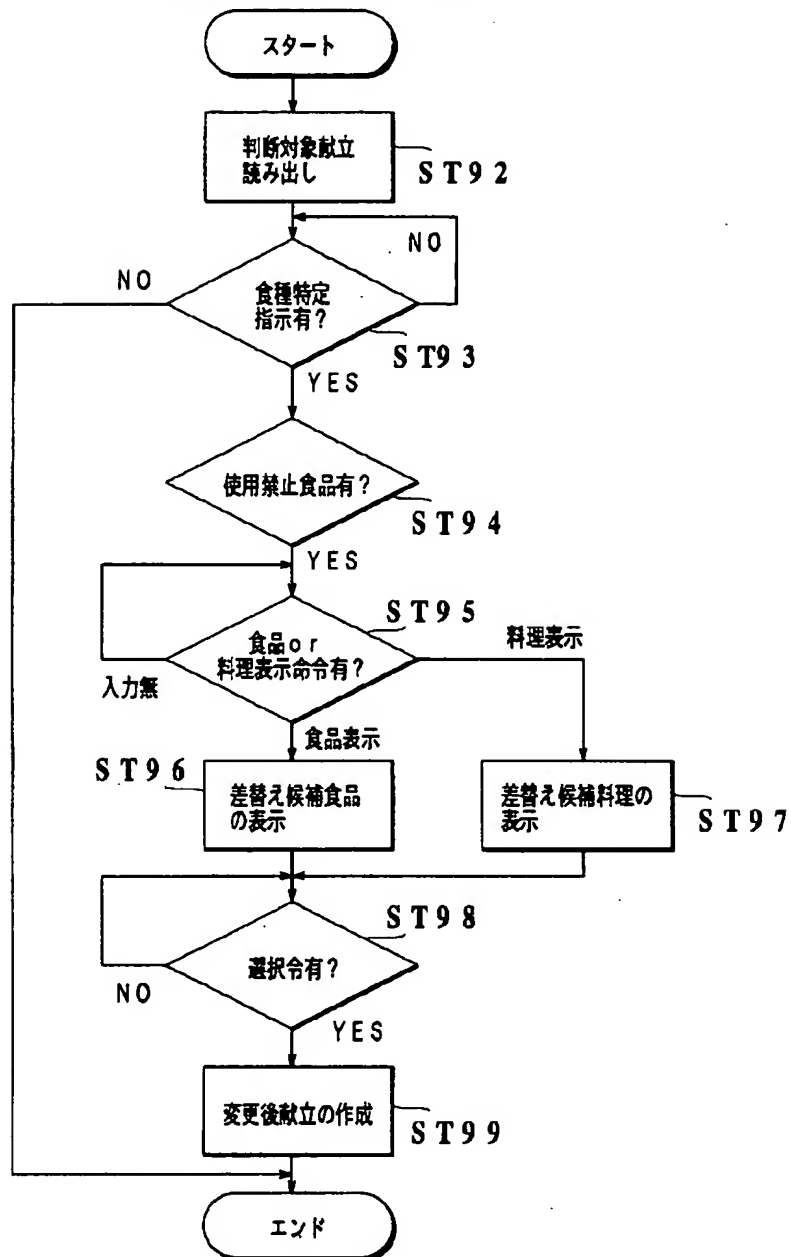 スタート
判断対象献立
読み出し
ST92
NO
NO
食種特定
指示有?
ST93
YES
使用禁止食品有?
ST94
YES
ST95
食品or
料理表示命令有?
料理表示
入力無
食品表示
ST96
差替え候補食品
の表示
差替え候補料理の
表示
ST97
ST98
選択令有?
NO
YES
変更後献立の作成
ST99
エンド